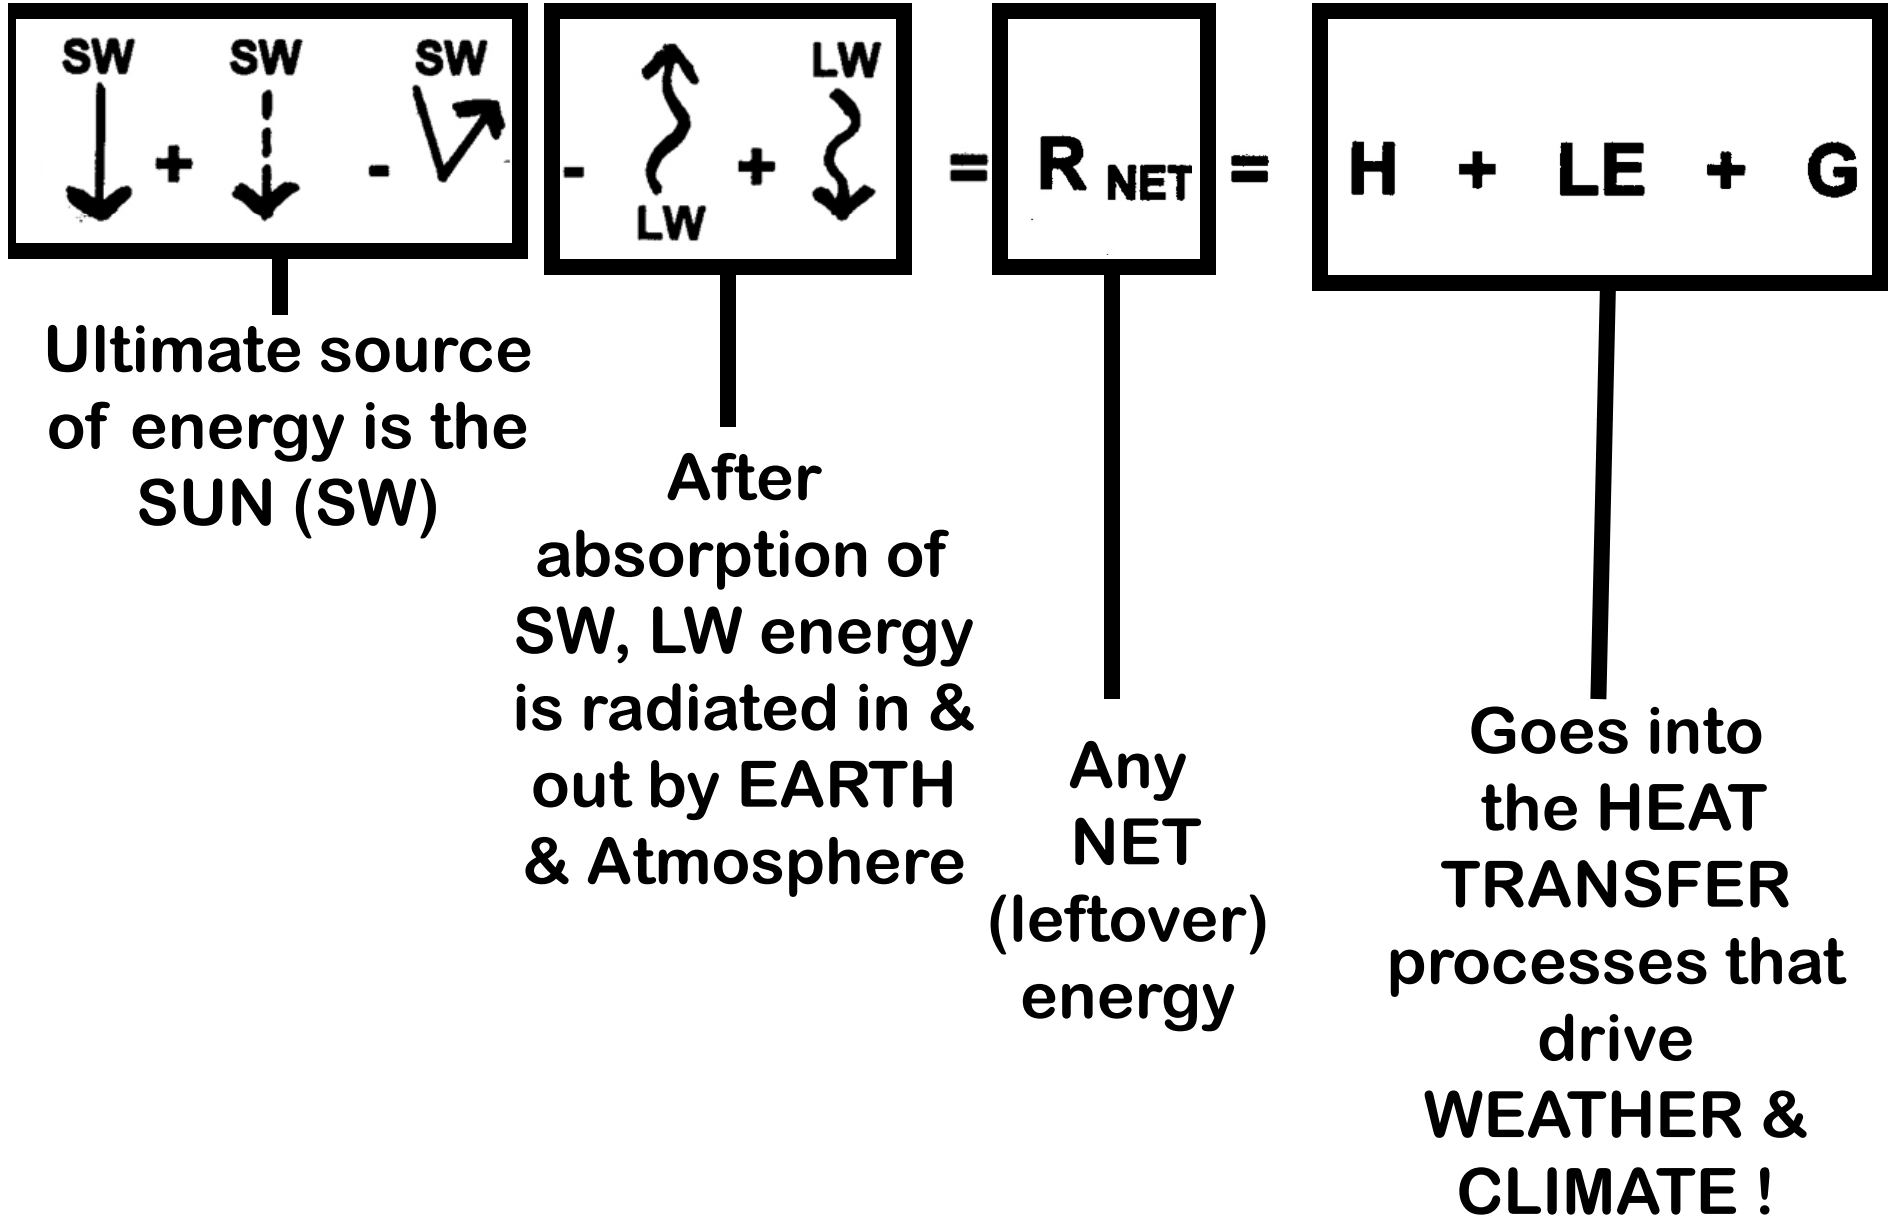 SW SW SW LW
+ - - + = R NET = H + LE + G
LW
Ultimate source
of energy is the
SUN (SW)
After
absorption of
SW, LW energy
is radiated in &
out by EARTH
& Atmosphere
Any
NET
(leftover)
energy
Goes into
the HEAT
TRANSFER
processes that
drive
WEATHER &
CLIMATE !